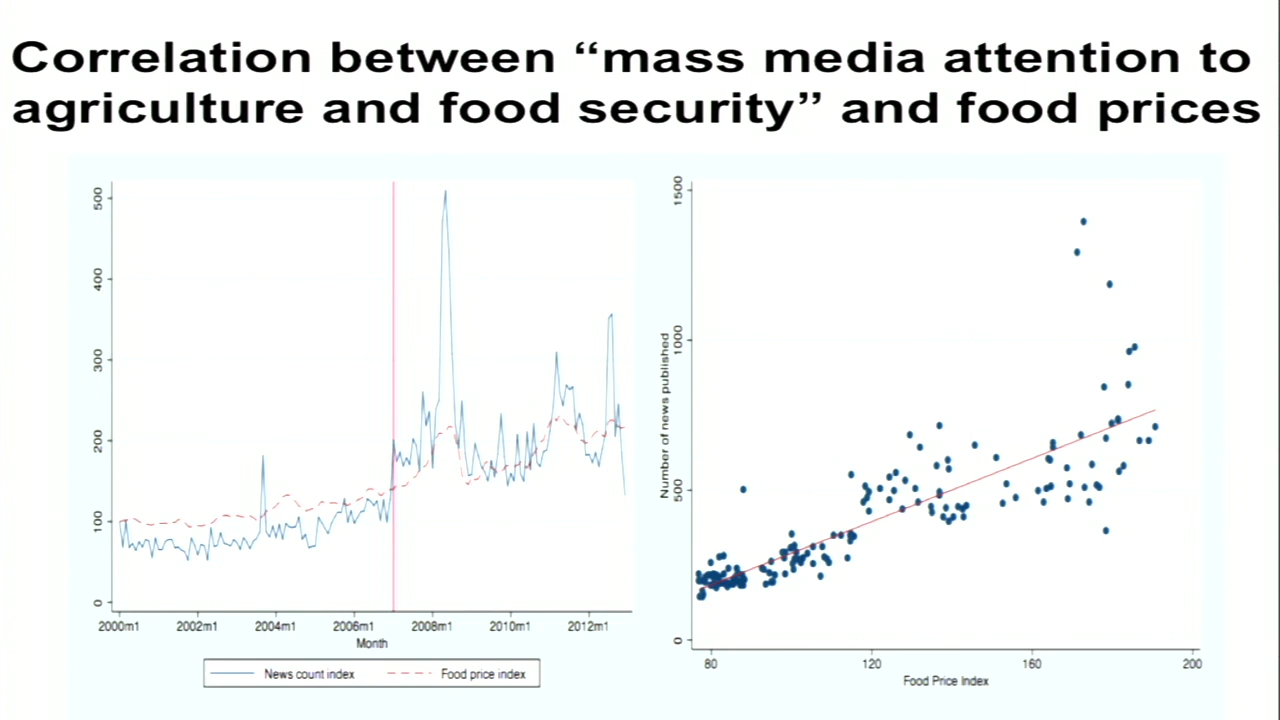 Correlation between “mass media attention to
agriculture and food security” and food prices
500
400
300
200
100
0
2000m1 2002m1 2004m1 2006m1 2008m1 2010m1 2012m1
Month
News count index Food price index
Number of news published
1500
1000
500
0
80 120 160 200
Food Price Index